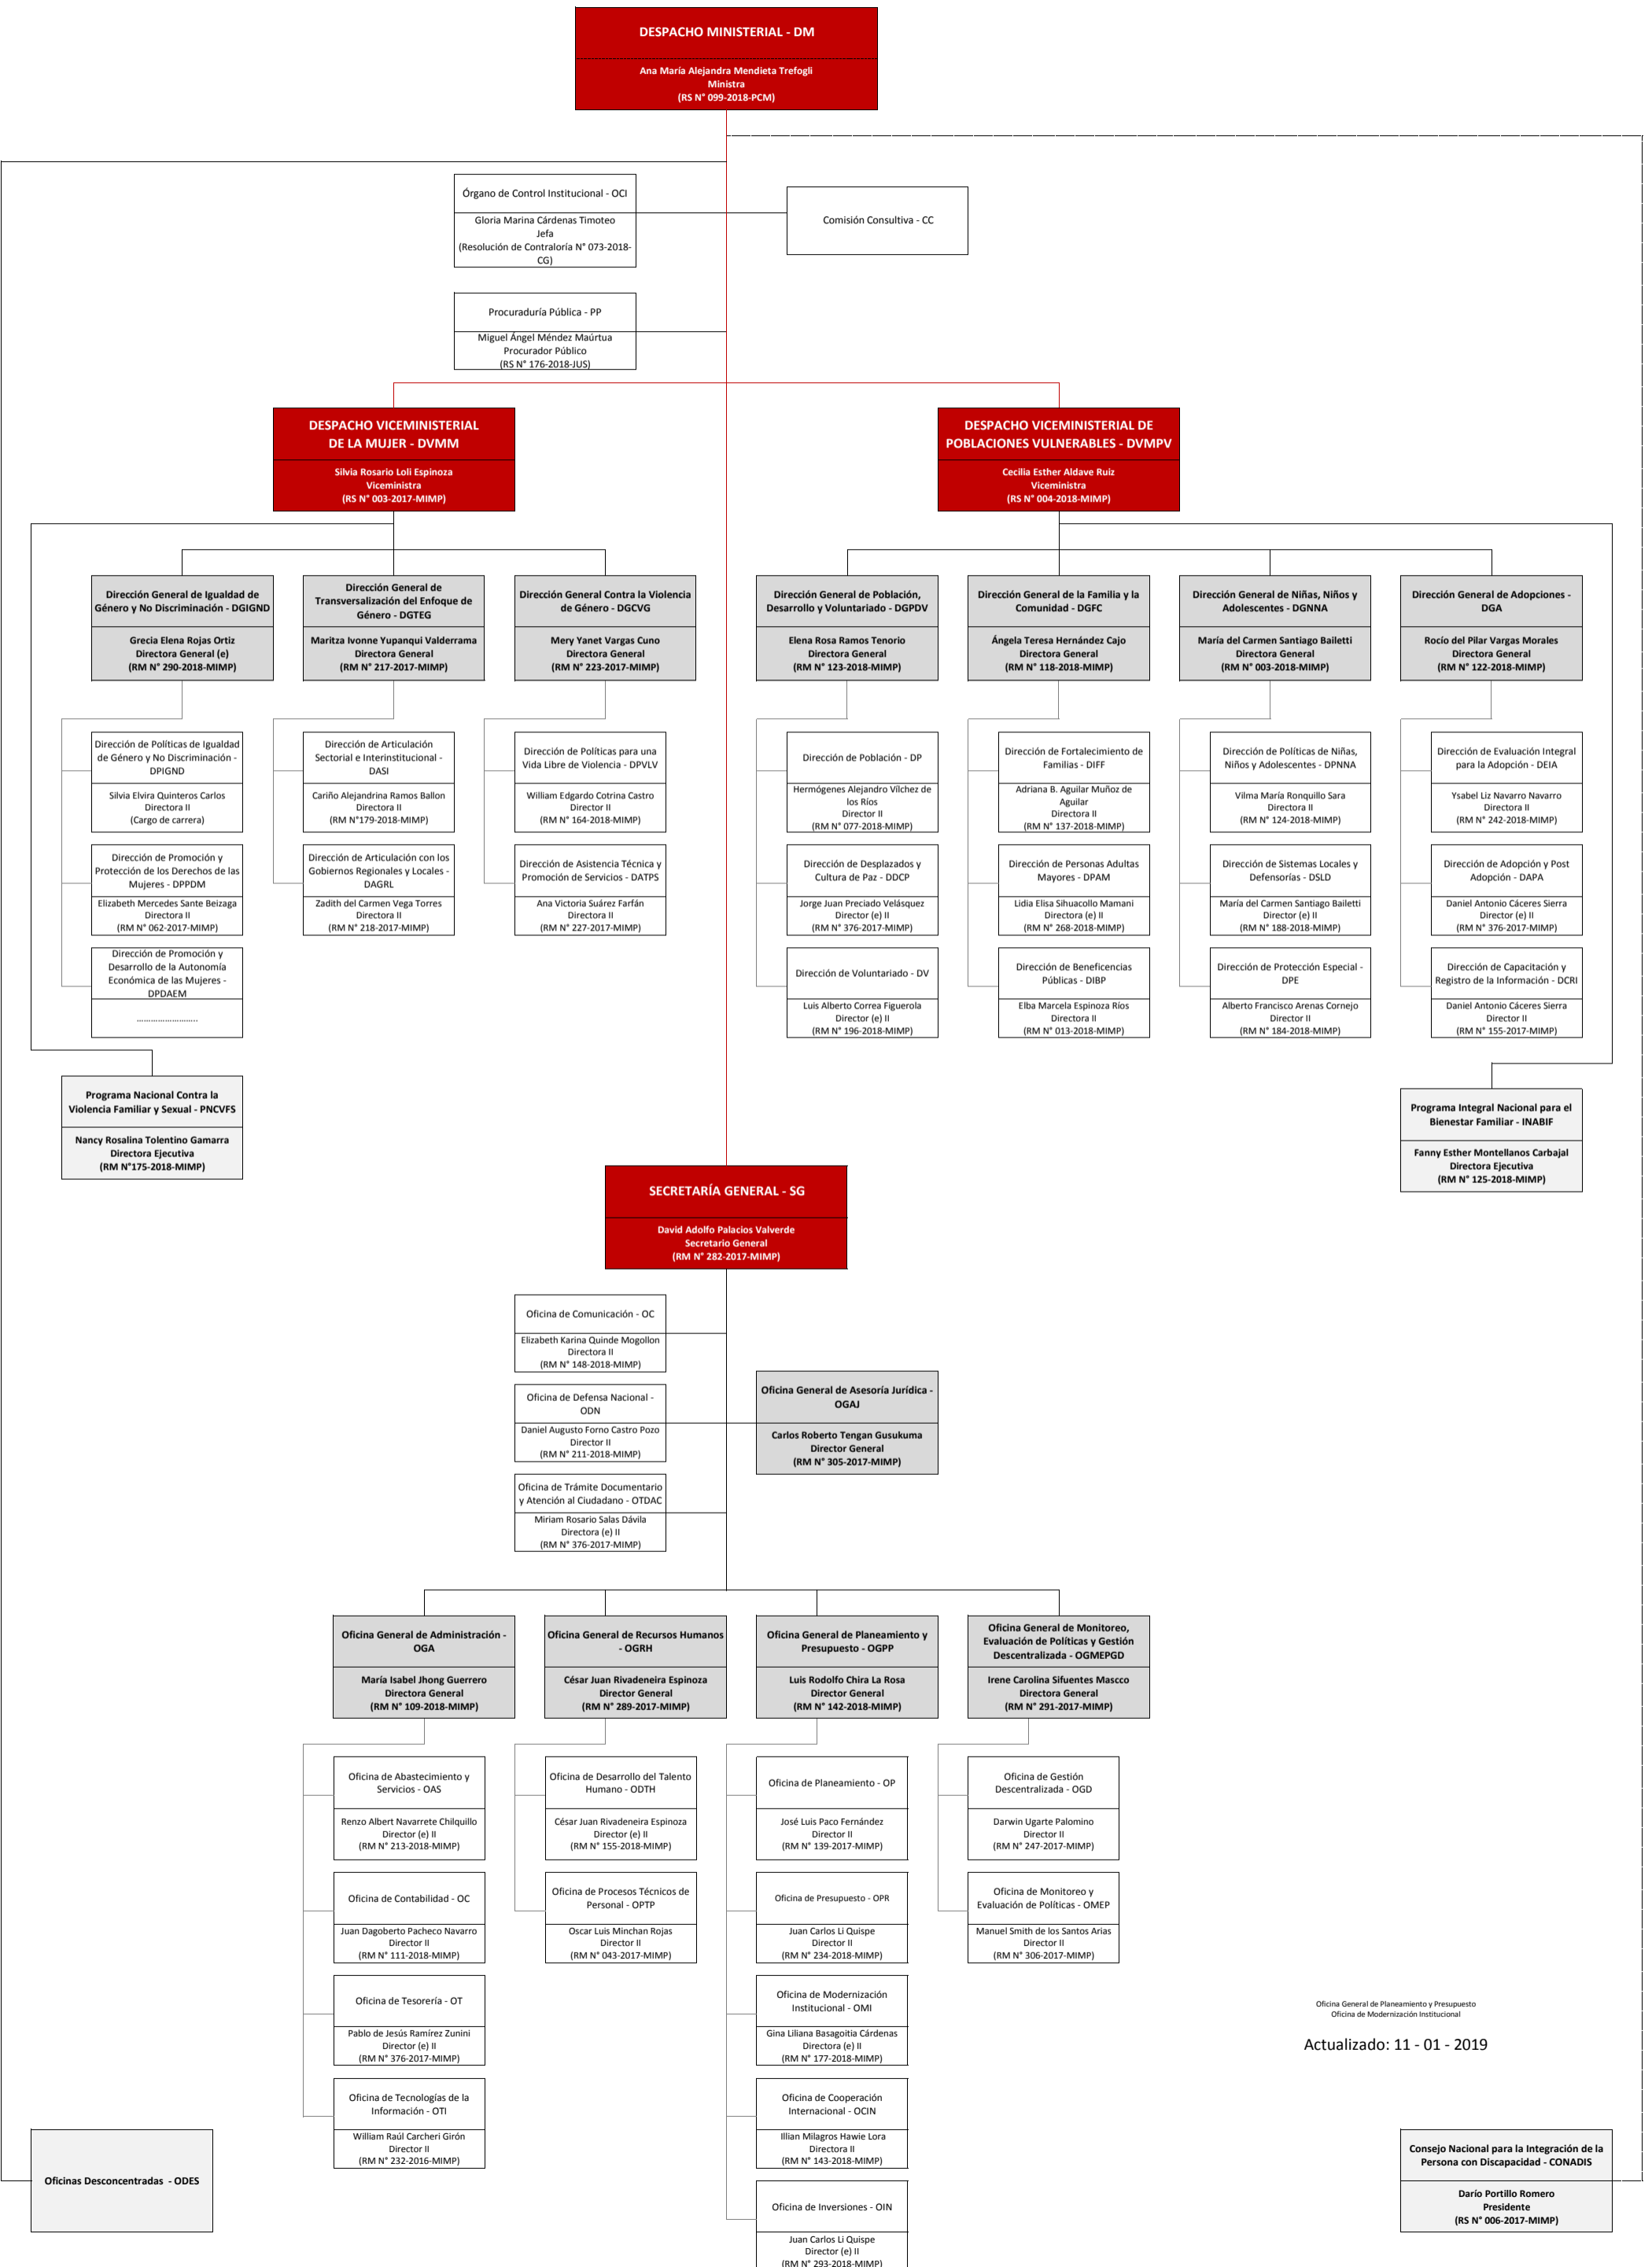 DESPACHO MINISTERIAL - DM
Ana María Alejandra Mendieta Trefogli
Ministra
(RS N° 099-2018-PCM)
Órgano de Control Institucional - OCI
Gloria Marina Cárdenas Timoteo
Jefa
(Resolución de Contraloría N° 073-2018-
CG)
Comisión Consultiva - CC
Procuraduría Pública - PP
Miguel Ángel Méndez Maúrtua
Procurador Público
(RS N° 176-2018-JUS)
DESPACHO VICEMINISTERIAL
DE LA MUJER - DVMM
Silvia Rosario Loli Espinoza
Viceministra
(RS N° 003-2017-MIMP)
DESPACHO VICEMINISTERIAL DE
POBLACIONES VULNERABLES - DVMPV
Cecilia Esther Aldave Ruiz
Viceministra
(RS N° 004-2018-MIMP)
Dirección General de Igualdad de
Género y No Discriminación - DGIGND
Grecia Elena Rojas Ortiz
Directora General (e)
(RM N° 290-2018-MIMP)
Dirección General de
Transversalización del Enfoque de
Género - DGTEG
Maritza Ivonne Yupanqui Valderrama
Directora General
(RM N° 217-2017-MIMP)
Dirección General Contra la Violencia
de Género - DGCVG
Mery Yanet Vargas Cuno
Directora General
(RM N° 223-2017-MIMP)
Dirección General de Población,
Desarrollo y Voluntariado - DGPDV
Elena Rosa Ramos Tenorio
Director General
(RM N° 123-2018-MIMP)
Dirección General de la Familia y la
Comunidad - DGFC
Ángela Teresa Hernández Cajo
Director General
(RM N° 118-2018-MIMP)
Dirección General de Niñas, Niños y
Adolescentes - DGNNA
María del Carmen Santiago Bailetti
Director General
(RM N° 003-2018-MIMP)
Dirección General de Adopciones -
DGA
Rocío del Pilar Vargas Morales
Director General
(RM N° 122-2018-MIMP)
Dirección de Políticas de Igualdad
de Género y No Discriminación -
DPIGND
Silvia Elvira Quinteros Carlos
Directora II
(Cargo de carrera)
Dirección de Articulación
Sectorial e Interinstitucional -
DASI
Cariño Alejandrina Ramos Ballon
Directora II
(RM N°179-2018-MIMP)
Dirección de Políticas para una
Vida Libre de Violencia - DPVLV
William Edgardo Cotrina Castro
Director II
(RM N° 164-2018-MIMP)
Dirección de Población - DP
Hermógenes Alejandro Vílchez de
los Ríos
Director II
(RM N° 077-2018-MIMP)
Dirección de Fortalecimiento de
Familias - DIFF
Adriana B. Aguilar Muñoz de
Aguilar
Directora II
(RM N° 137-2018-MIMP)
Dirección de Políticas de Niñas,
Niños y Adolescentes - DPNNA
Vilma María Ronquillo Sara
Directora II
(RM N° 124-2018-MIMP)
Dirección de Evaluación Integral
para la Adopción - DEIA
Ysabel Liz Navarro Navarro
Directora II
(RM N° 242-2018-MIMP)
Dirección de Promoción y
Protección de los Derechos de las
Mujeres - DPPDM
Elizabeth Mercedes Sante Beizaga
Directora II
(RM N° 062-2017-MIMP)
Dirección de Articulación con los
Gobiernos Regionales y Locales -
DAGRL
Zadith del Carmen Vega Torres
Directora II
(RM N° 218-2017-MIMP)
Dirección de Asistencia Técnica y
Promoción de Servicios - DATPS
Ana Victoria Suárez Farfán
Directora II
(RM N° 227-2017-MIMP)
Dirección de Desplazados y
Cultura de Paz - DDCP
Jorge Juan Preciado Velásquez
Director (e) II
(RM N° 376-2017-MIMP)
Dirección de Personas Adultas
Mayores - DPAM
Lidia Elisa Sihuacollo Mamani
Directora (e) II
(RM N° 268-2018-MIMP)
Dirección de Sistemas Locales y
Defensorías - DSLD
María del Carmen Santiago Bailetti
Director (e) II
(RM N° 188-2018-MIMP)
Dirección de Adopción y Post
Adopción - DAPA
Daniel Antonio Cáceres Sierra
Director (e) II
(RM N° 376-2017-MIMP)
Dirección de Promoción y
Desarrollo de la Autonomía
Económica de las Mujeres -
DPDAEM
……………………..
Dirección de Voluntariado - DV
Luis Alberto Correa Figuerola
Director (e) II
(RM N° 196-2018-MIMP)
Dirección de Beneficencias
Públicas - DIBP
Elba Marcela Espinoza Ríos
Directora II
(RM N° 013-2018-MIMP)
Dirección de Protección Especial -
DPE
Alberto Francisco Arenas Cornejo
Director II
(RM N° 184-2018-MIMP)
Dirección de Capacitación y
Registro de la Información - DCRI
Daniel Antonio Cáceres Sierra
Director II
(RM N° 155-2017-MIMP)
Programa Nacional Contra la
Violencia Familiar y Sexual - PNCVFS
Nancy Rosalina Tolentino Gamarra
Directora Ejecutiva
(RM N°175-2018-MIMP)
Programa Integral Nacional para el
Bienestar Familiar - INABIF
Fanny Esther Montellanos Carbajal
Directora Ejecutiva
(RM N° 125-2018-MIMP)
SECRETARÍA GENERAL - SG
David Adolfo Palacios Valverde
Secretario General
(RM N° 282-2017-MIMP)
Oficina de Comunicación - OC
Elizabeth Karina Quinde Mogollon
Directora II
(RM N° 148-2018-MIMP)
Oficina de Defensa Nacional -
ODN
Daniel Augusto Forno Castro Pozo
Director II
(RM N° 211-2018-MIMP)
Oficina General de Asesoría Jurídica -
OGAJ
Carlos Roberto Tengan Gusukuma
Director General
(RM N° 305-2017-MIMP)
Oficina de Trámite Documentario
y Atención al Ciudadano - OTDAC
Miriam Rosario Salas Dávila
Directora (e) II
(RM N° 376-2017-MIMP)
Oficina General de Administración -
OGA
María Isabel Jhong Guerrero
Directora General
(RM N° 109-2018-MIMP)
Oficina General de Recursos Humanos
- OGRH
César Juan Rivadeneira Espinoza
Director General
(RM N° 289-2017-MIMP)
Oficina General de Planeamiento y
Presupuesto - OGPP
Luis Rodolfo Chira La Rosa
Director General
(RM N° 142-2018-MIMP)
Oficina General de Monitoreo,
Evaluación de Políticas y Gestión
Descentralizada - OGMEPGD
Irene Carolina Sifuentes Mascco
Directora General
(RM N° 291-2017-MIMP)
Oficina de Abastecimiento y
Servicios - OAS
Renzo Albert Navarrete Chilquillo
Director (e) II
(RM N° 213-2018-MIMP)
Oficina de Desarrollo del Talento
Humano - ODTH
César Juan Rivadeneira Espinoza
Director (e) II
(RM N° 155-2018-MIMP)
Oficina de Planeamiento - OP
José Luis Paco Fernández
Director II
(RM N° 139-2017-MIMP)
Oficina de Gestión
Descentralizada - OGD
Darwin Ugarte Palomino
Director II
(RM N° 247-2017-MIMP)
Oficina de Contabilidad - OC
Juan Dagoberto Pacheco Navarro
Director II
(RM N° 111-2018-MIMP)
Oficina de Procesos Técnicos de
Personal - OPTP
Oscar Luis Minchan Rojas
Director II
(RM N° 043-2017-MIMP)
Oficina de Presupuesto - OPR
Juan Carlos Li Quispe
Director II
(RM N° 234-2018-MIMP)
Oficina de Monitoreo y
Evaluación de Políticas - OMEP
Manuel Smith de los Santos Arias
Director II
(RM N° 306-2017-MIMP)
Oficina de Tesorería - OT
Pablo de Jesús Ramírez Zunini
Director (e) II
(RM N° 376-2017-MIMP)
Oficina de Modernización
Institucional - OMI
Gina Liliana Basagoitia Cárdenas
Directora (e) II
(RM N° 177-2018-MIMP)
Oficina General de Planeamiento y Presupuesto
Oficina de Modernización Institucional
Actualizado: 11 - 01 - 2019
Oficina de Tecnologías de la
Información - OTI
William Raúl Carcheri Girón
Director II
(RM N° 232-2016-MIMP)
Oficina de Cooperación
Internacional - OCIN
Illian Milagros Hawie Lora
Directora II
(RM N° 143-2018-MIMP)
Oficinas Desconcentradas - ODES
Consejo Nacional para la Integración de la
Persona con Discapacidad - CONADIS
Darío Portillo Romero
Presidente
(RS N° 006-2017-MIMP)
Oficina de Inversiones - OIN
Juan Carlos Li Quispe
Director (e) II
(RM N° 293-2018-MIMP)